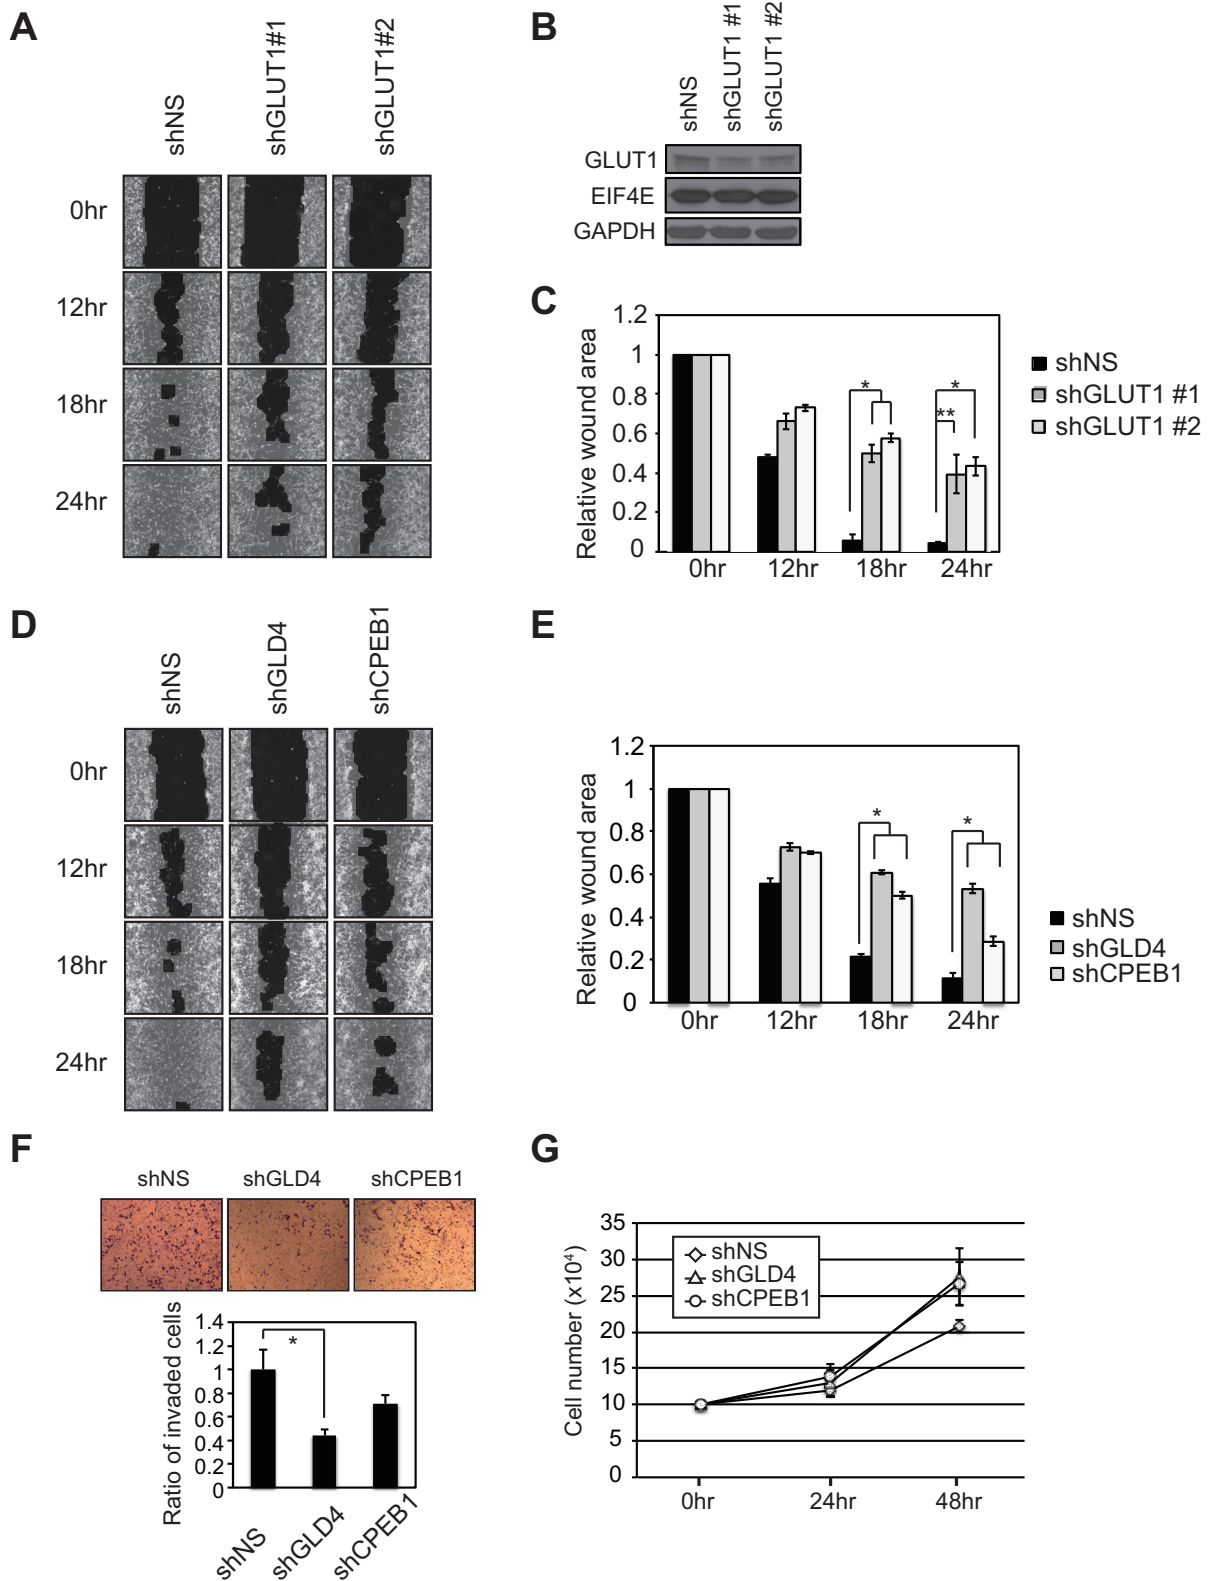 A
shNS
shGLUT1#1
shGLUT1#2
0hr
12hr
18hr
24hr
B
shNS
shGLUT1 #1
shGLUT1 #2
GLUT1
EIF4E
GAPDH
C
Relative wound area
1.2
1
0.8
0.6
0.4
0.2
0
*
*
**
0hr 12hr 18hr 24hr
shNS
shGLUT1 #1
shGLUT1 #2
D
shNS
shGLD4
shCPEB1
0hr
12hr
18hr
24hr
E
Relative wound area
1.2
1
0.8
0.6
0.4
0.2
0
*
*
0hr 12hr 18hr 24hr
shNS
shGLD4
shCPEB1
F
shNS shGLD4 shCPEB1
Ratio of invaded cells
1.4
1.2
1
0.8
0.6
0.4
0.2
0
*
shNS
shGLD4
shCPEB1
G
Cell number (x10⁴)
35
30
25
20
15
10
5
0
shNS
shGLD4
shCPEB1
0hr 24hr 48hr